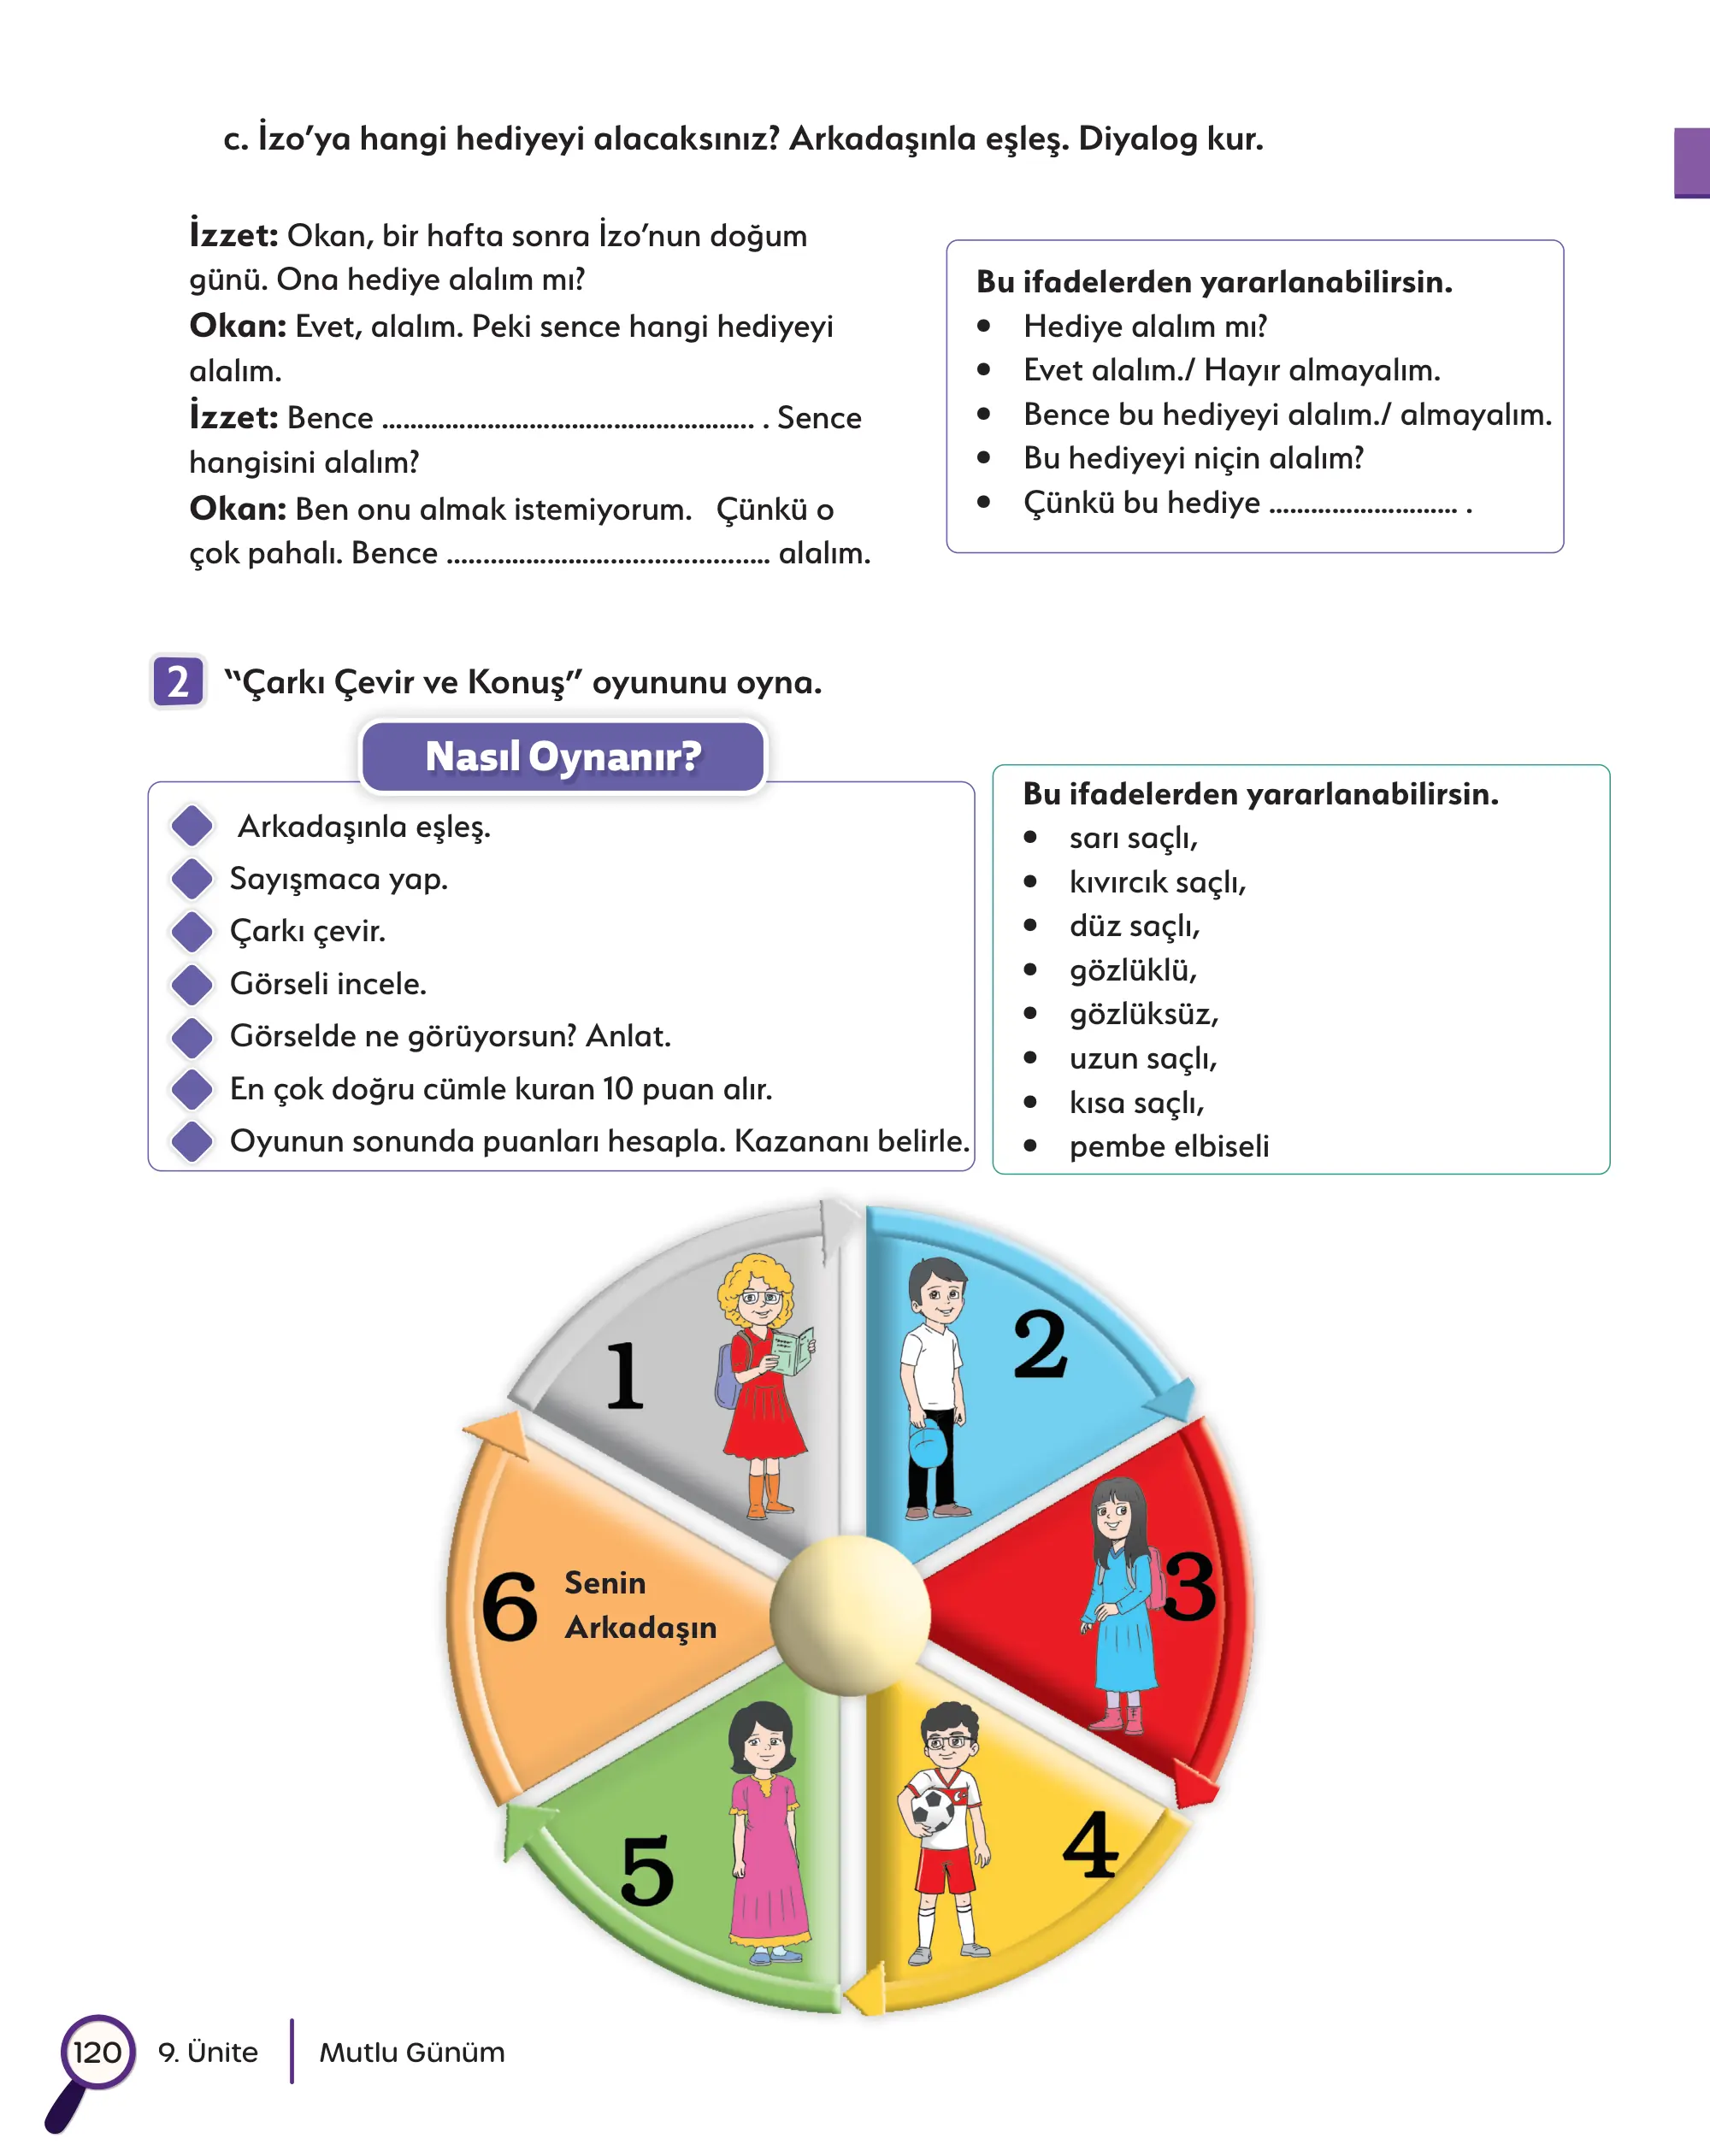 c. İzo’ya hangi hediyeyi alacaksınız? Arkadaşınla eşleş. Diyalog kur.
İzzet: Okan, bir hafta sonra İzo’nun doğum
günü. Ona hediye alalım mı?
Okan: Evet, alalım. Peki sence hangi hediyeyi
alalım.
İzzet: Bence ..................................................... . Sence
hangisini alalım?
Okan: Ben onu almak istemiyorum. Çünkü o
çok pahalı. Bence .............................................. alalım.
Bu ifadelerden yararlanabilirsin.
• Hediye alalım mı?
• Evet alalım./ Hayır almayalım.
• Bence bu hediyeyi alalım./ almayalım.
• Bu hediyeyi niçin alalım?
• Çünkü bu hediye ........................... .
2 “Çarkı Çevir ve Konuş” oyununu oyna.
Nasıl Oynanır?
Arkadaşınla eşleş.
Sayışmaca yap.
Çarkı çevir.
Görseli incele.
Görselde ne görüyorsun? Anlat.
En çok doğru cümle kuran 10 puan alır.
Oyunun sonunda puanları hesapla. Kazananı belirle.
Bu ifadelerden yararlanabilirsin.
• sarı saçlı,
• kıvırcık saçlı,
• düz saçlı,
• gözlüklü,
• gözlüksüz,
• uzun saçlı,
• kısa saçlı,
• pembe elbiseli
1
2
3
4
5
6
Senin
Arkadaşın
120 9. Ünite | Mutlu Günüm